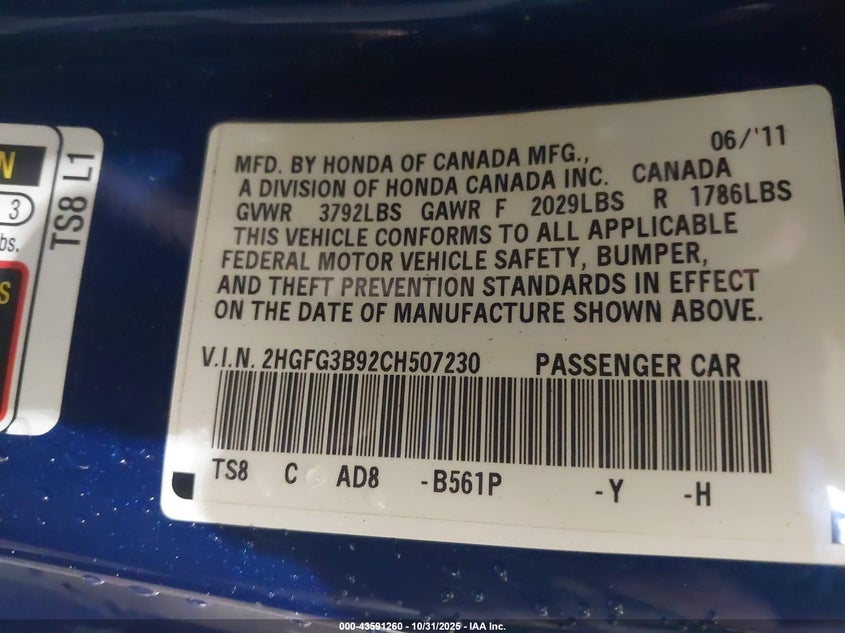 N
3
bs.
S
TS8 L1
06/'11
MFD. BY HONDA OF CANADA MFG.,
A DIVISION OF HONDA CANADA INC. CANADA
GVWR 3792LBS GAWR F 2029LBS R 1786LBS
THIS VEHICLE CONFORMS TO ALL APPLICABLE
FEDERAL MOTOR VEHICLE SAFETY, BUMPER,
AND THEFT PREVENTION STANDARDS IN EFFECT
ON THE DATE OF MANUFACTURE SHOWN ABOVE.
V.I.N. 2HGFG3B92CH507230 PASSENGER CAR
TS8 C AD8 -B561P -Y -H
000-43591260 - 10/31/2025 - IAA Inc.